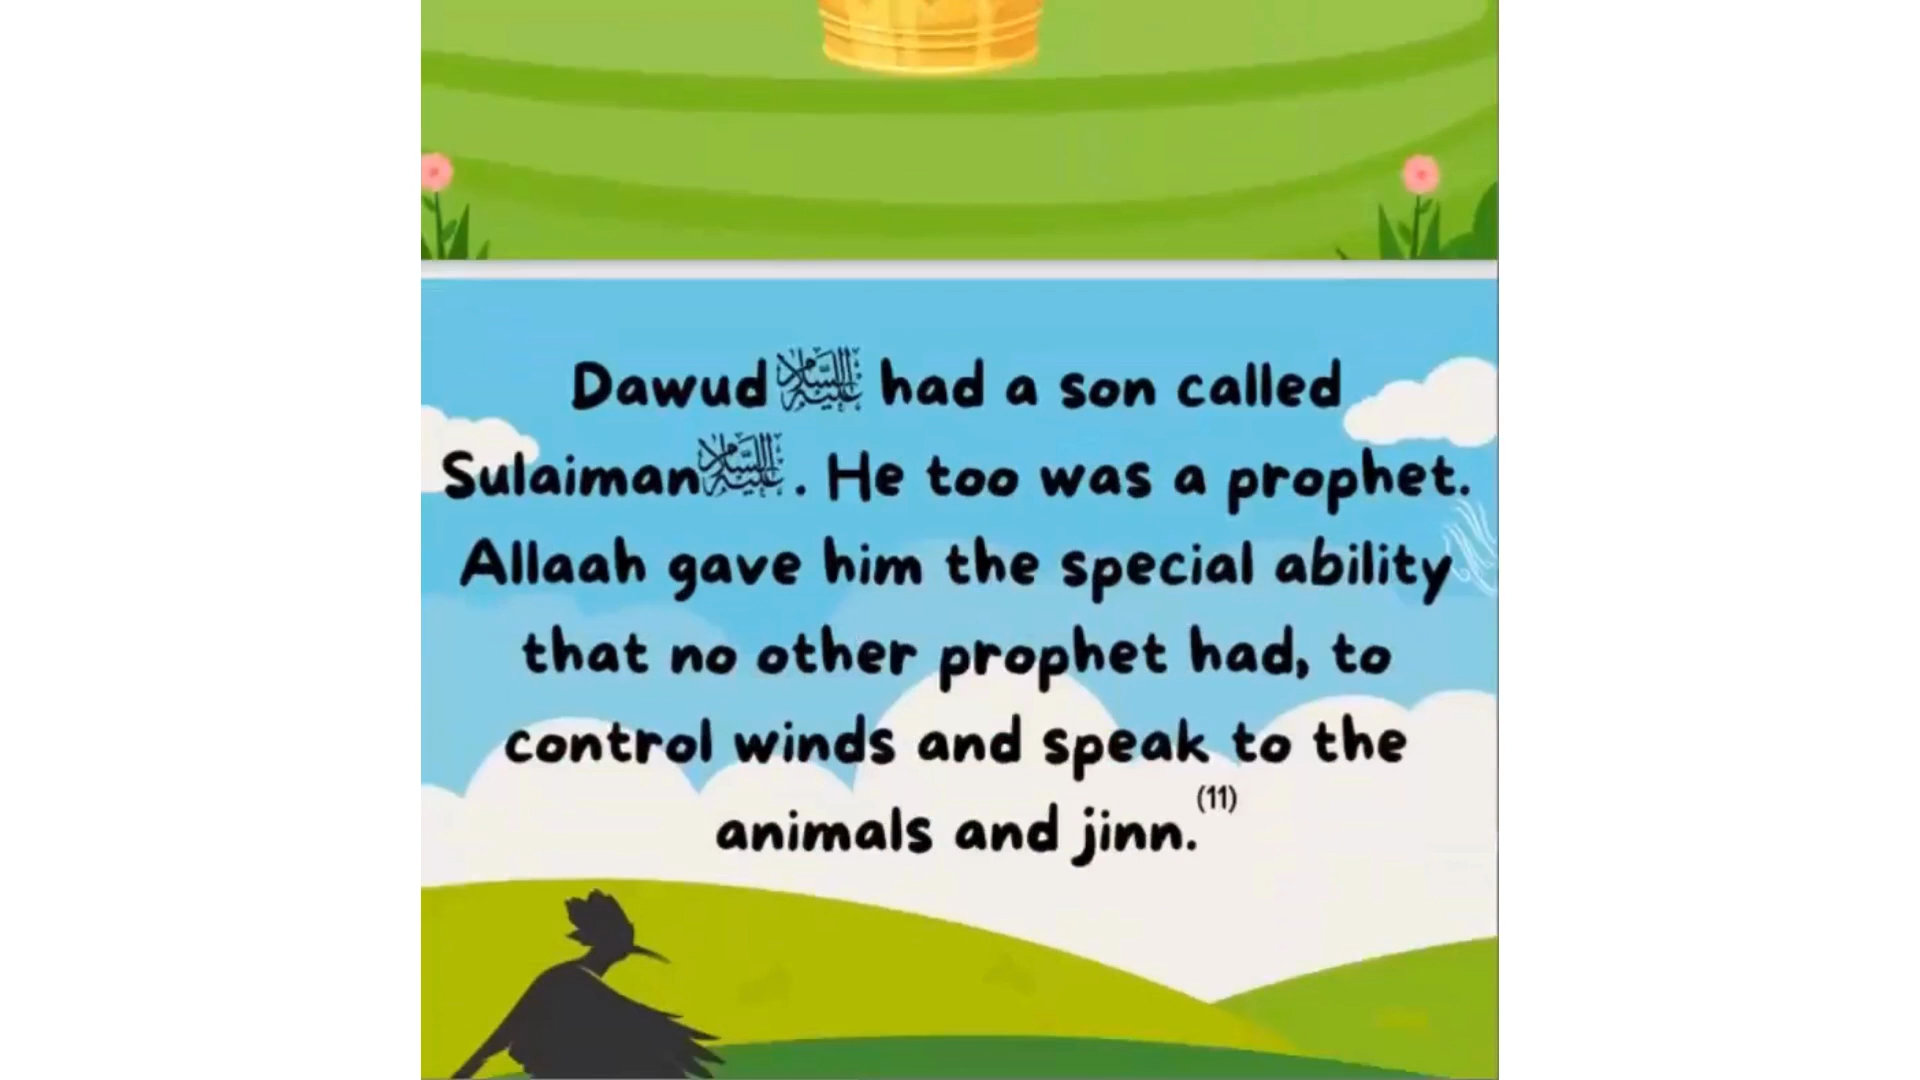 Dawud عليه السلام had a son called
Sulaiman عليه السلام. He too was a prophet.
Allaah gave him the special ability
that no other prophet had, to
control winds and speak to the
animals and jinn.(11)